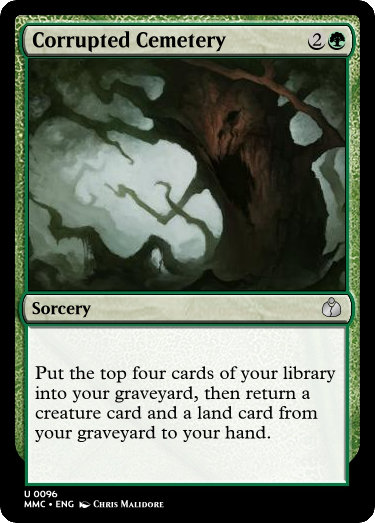 Corrupted Cemetery 2
Sorcery
Put the top four cards of your library
into your graveyard, then return a
creature card and a land card from
your graveyard to your hand.
U 0096
MMC • ENG Chris Malidore